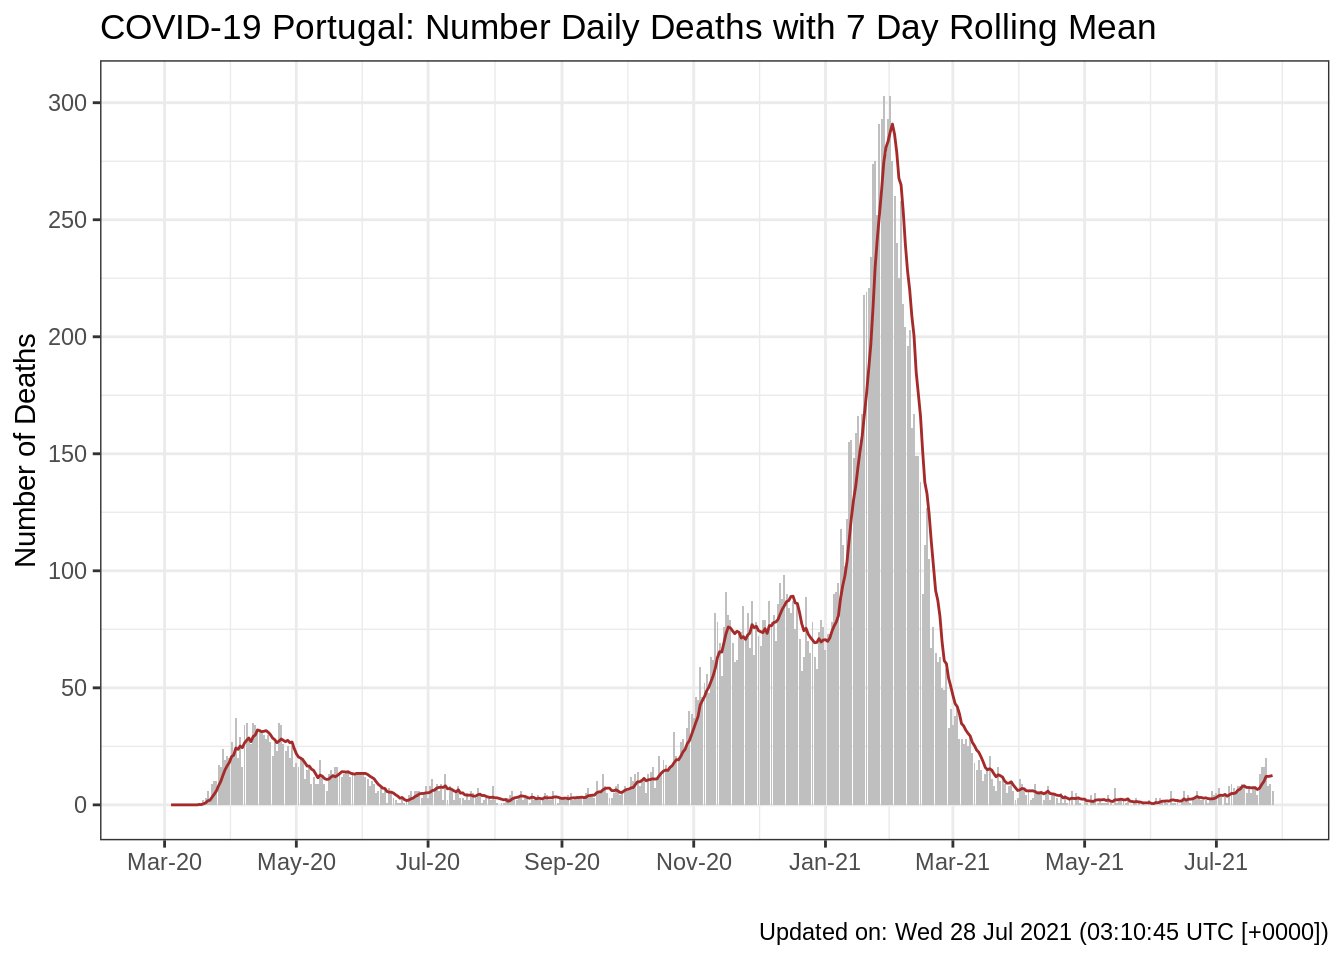 COVID-19 Portugal: Number Daily Deaths with 7 Day Rolling Mean
Number of Deaths
300
250
200
150
100
50
0
Mar-20 May-20 Jul-20 Sep-20 Nov-20 Jan-21 Mar-21 May-21 Jul-21
Updated on: Wed 28 Jul 2021 (03:10:45 UTC [+0000])